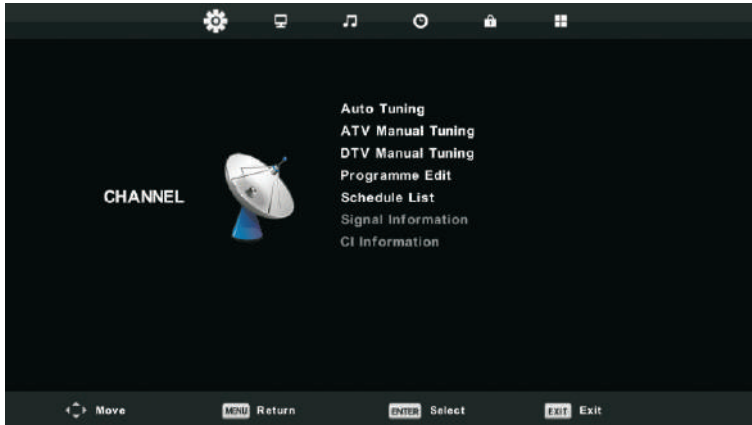 Auto Tuning
ATV Manual Tuning
DTV Manual Tuning
Programme Edit
CHANNEL
Schedule List
Signal Information
CI Information
Move
MENU Return
ENTER Select
EXIT Exit